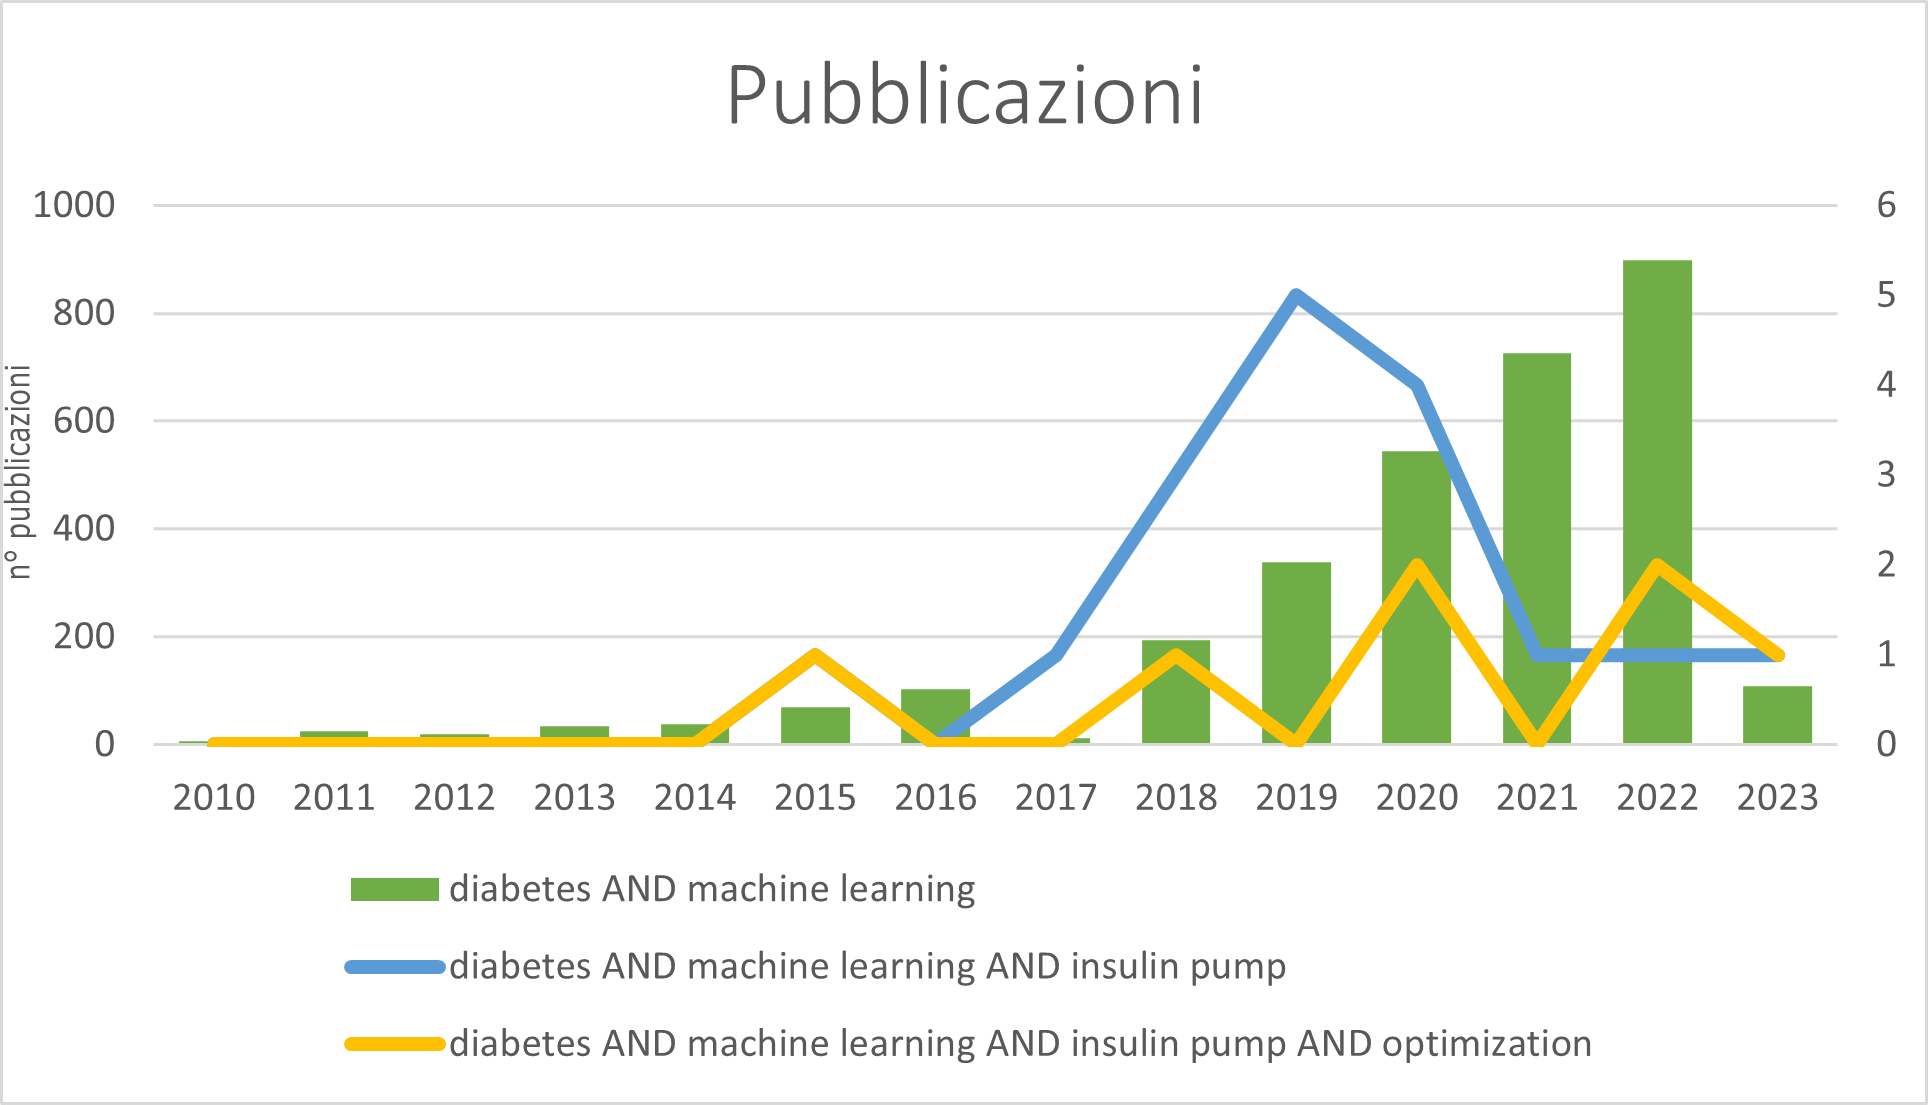 Pubblicazioni
n° pubblicazioni
1000
800
600
400
200
0
6
5
4
3
2
1
0
2010 2011 2012 2013 2014 2015 2016 2017 2018 2019 2020 2021 2022 2023
diabetes AND machine learning
diabetes AND machine learning AND insulin pump
diabetes AND machine learning AND insulin pump AND optimization